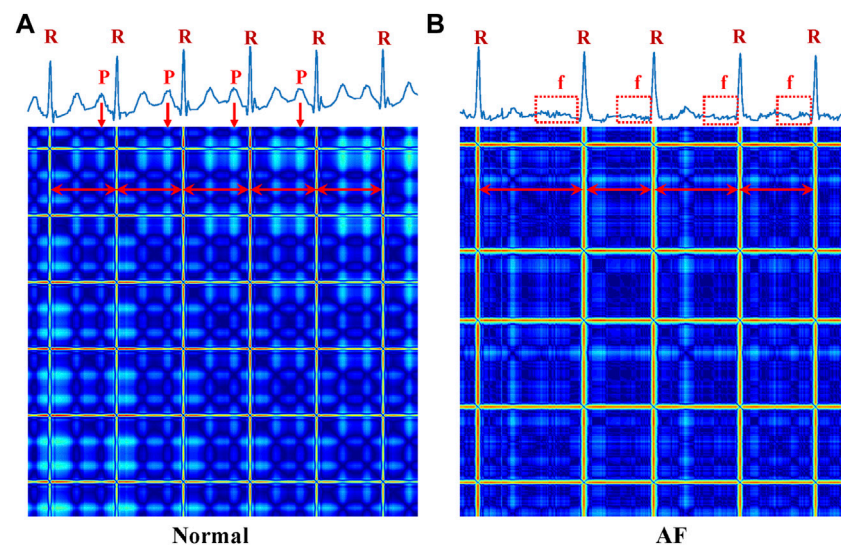 A
R R R R R R
P P P P
Normal
B
R R R R R
f f f f
AF